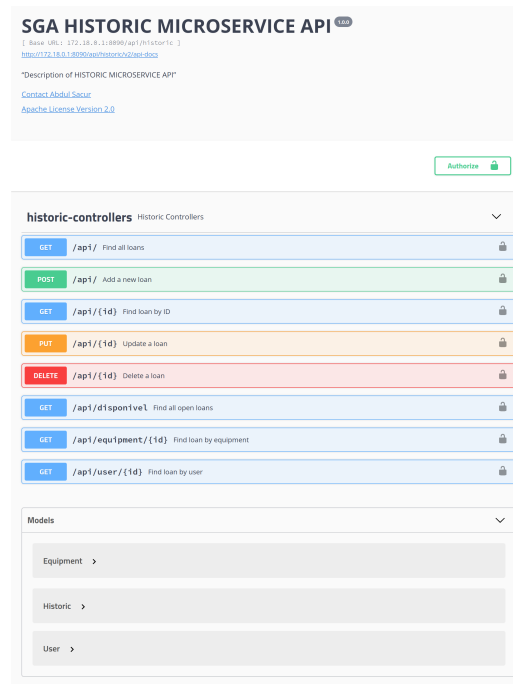 SGA HISTORIC MICROSERVICE API 1.0.0
[ Base URL: 172.18.0.1:8090/api/historic ]
http://172.18.0.1:8090/api/historic/v2/api-docs
"Description of HISTORIC MICROSERVICE API"
Contact Abdul Sacur
Apache License Version 2.0
Authorize
historic-controllers Historic Controllers
GET /api/ Find all loans
POST /api/ Add a new loan
GET /api/{id} Find loan by ID
PUT /api/{id} Update a loan
DELETE /api/{id} Delete a loan
GET /api/disponivel Find all open loans
GET /api/equipment/{id} Find loan by equipment
GET /api/user/{id} Find loan by user
Models
Equipment
Historic
User